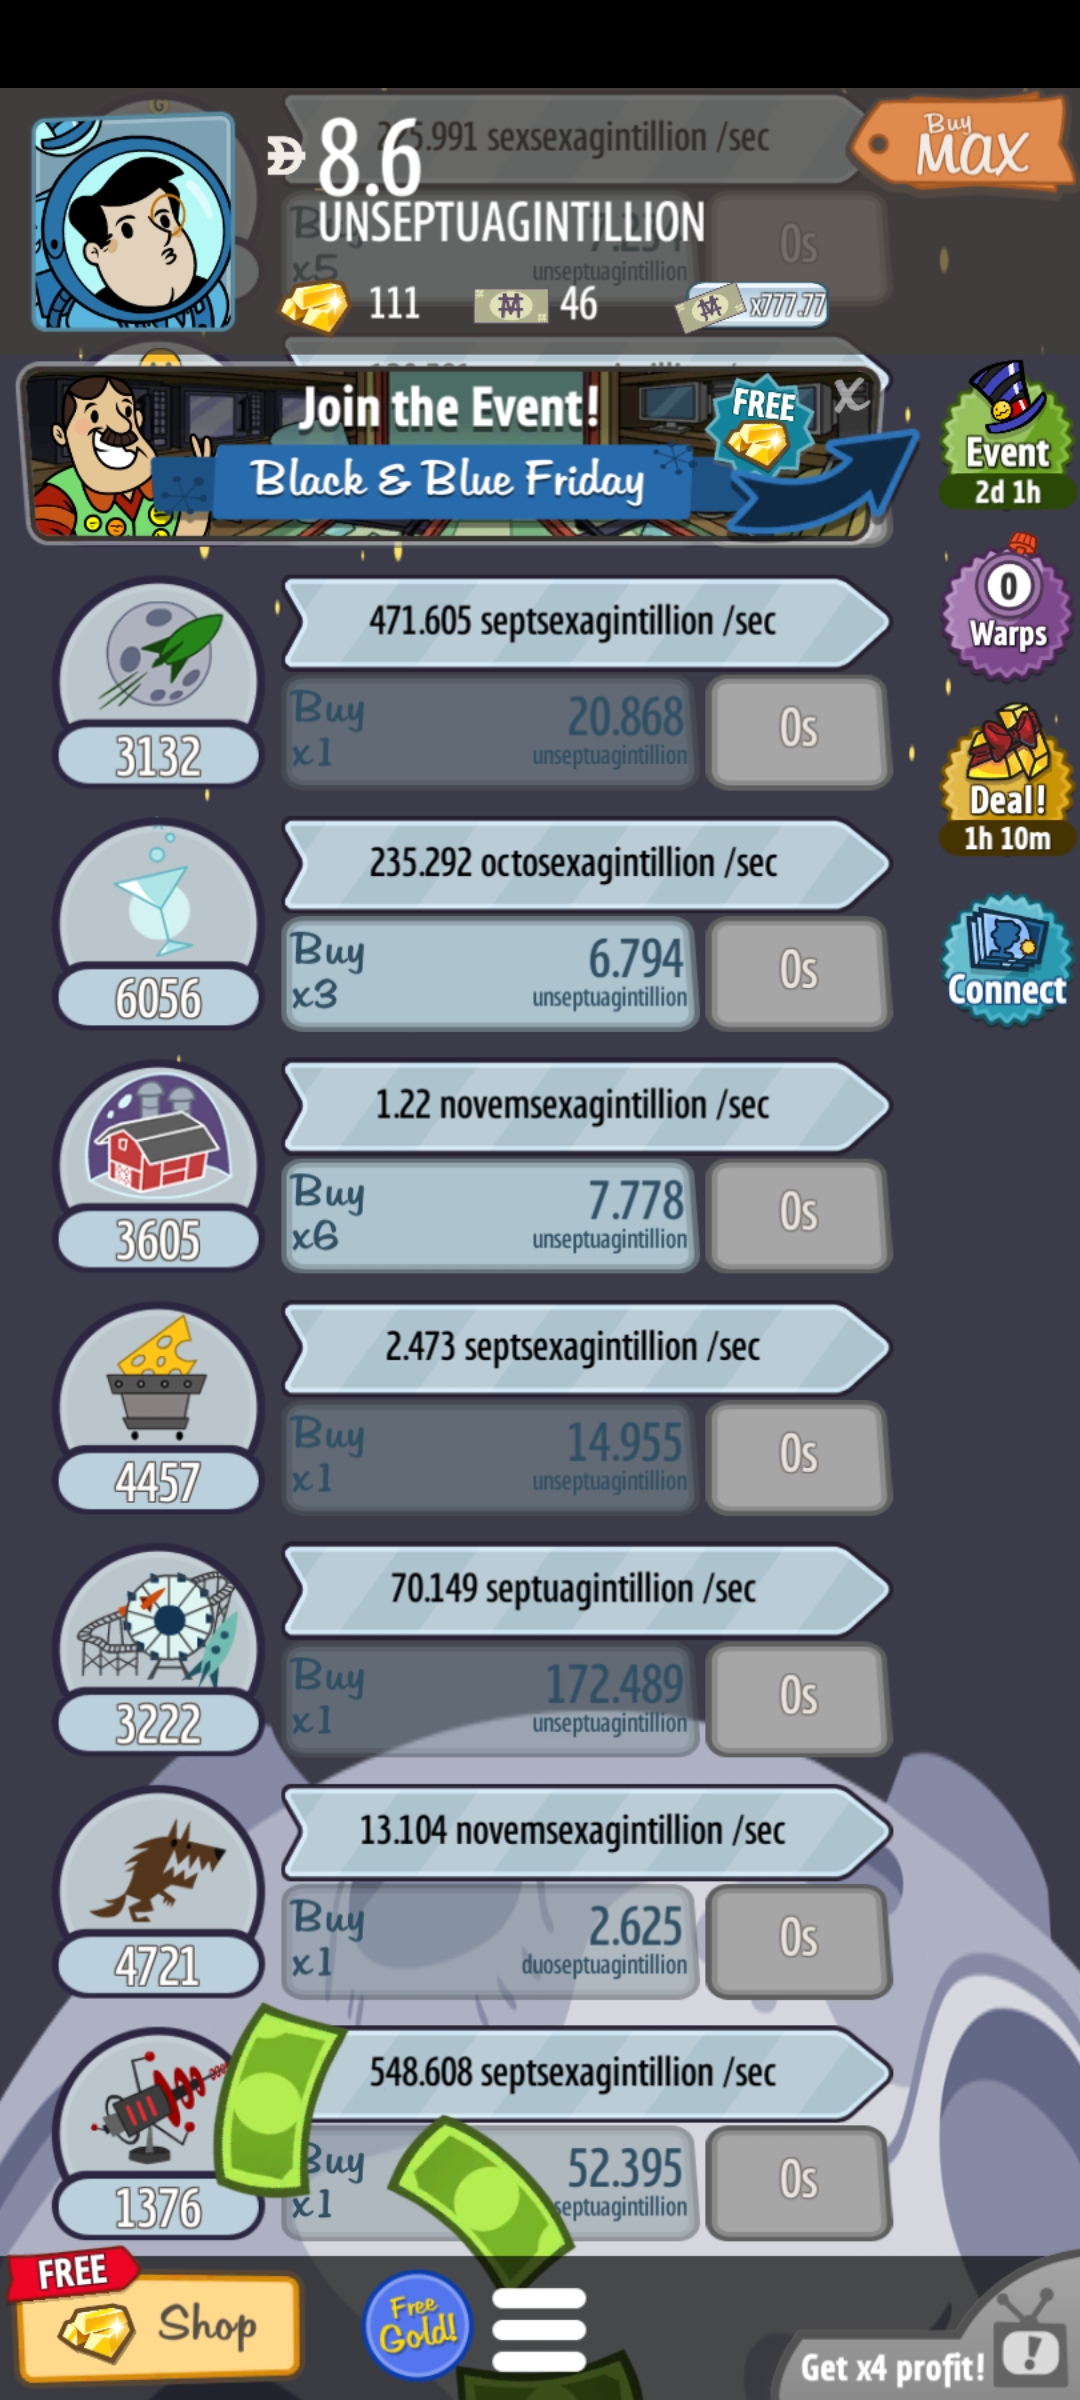 8.6
UNSEPTUAGINTILLION
.991 sexsexagintillion /sec
Buy
MAX
x5
unseptuagintillion
0s
111
46
x777.77
Join the Event!
FREE
X
Black & Blue Friday
Event
2d 1h
0
Warps
Deal!
1h 10m
Connect
471.605 septsexagintillion /sec
Buy
x1
20.868
unseptuagintillion
0s
3132
235.292 octosexagintillion /sec
Buy
x3
6.794
unseptuagintillion
0s
6056
1.22 novemsexagintillion /sec
Buy
x6
7.778
unseptuagintillion
0s
3605
2.473 septsexagintillion /sec
Buy
x1
14.955
unseptuagintillion
0s
4457
70.149 septuagintillion /sec
Buy
x1
172.489
unseptuagintillion
0s
3222
13.104 novemsexagintillion /sec
Buy
x1
2.625
duoseptuagintillion
0s
4721
548.608 septsexagintillion /sec
Buy
x1
52.395
septuagintillion
0s
1376
FREE
Shop
Free
Gold!
Get x4 profit!